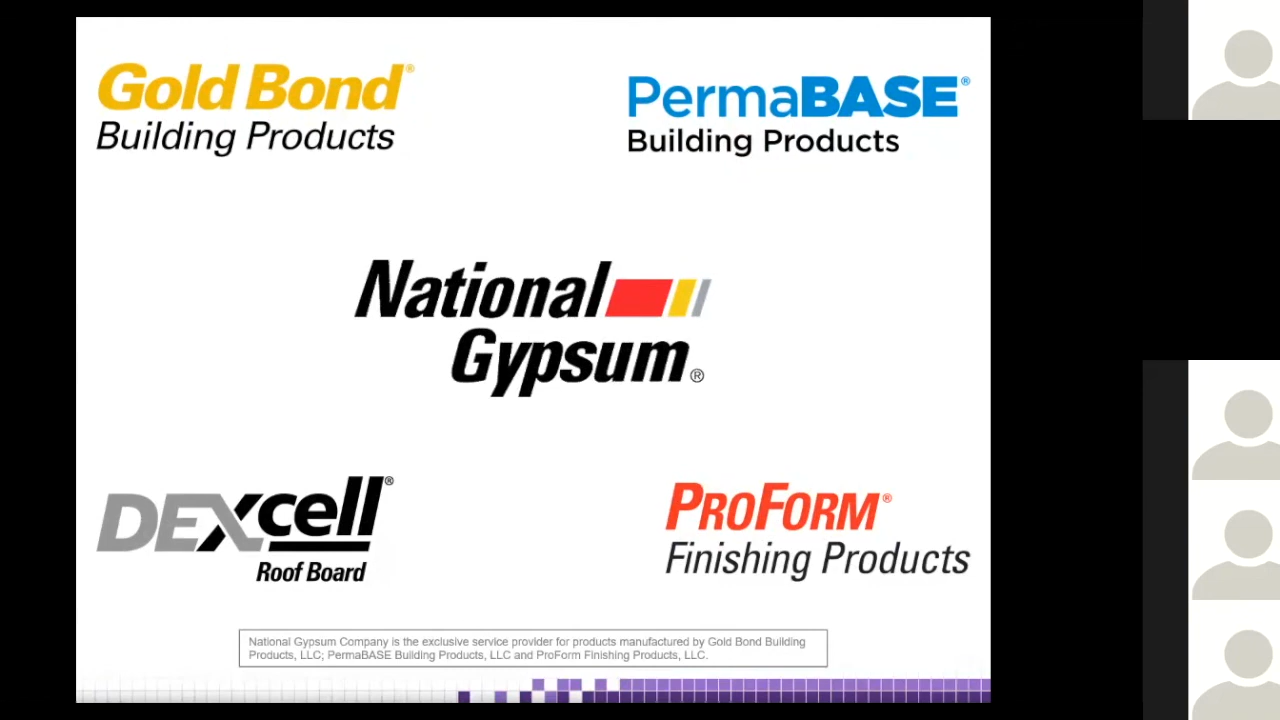 Gold Bond®
Building Products
PermaBASE®
Building Products
National
Gypsum®
DEXcell®
Roof Board
PROFORM®
Finishing Products
National Gypsum Company is the exclusive service provider for products manufactured by Gold Bond Building
Products, LLC; PermaBASE Building Products, LLC and ProForm Finishing Products, LLC.